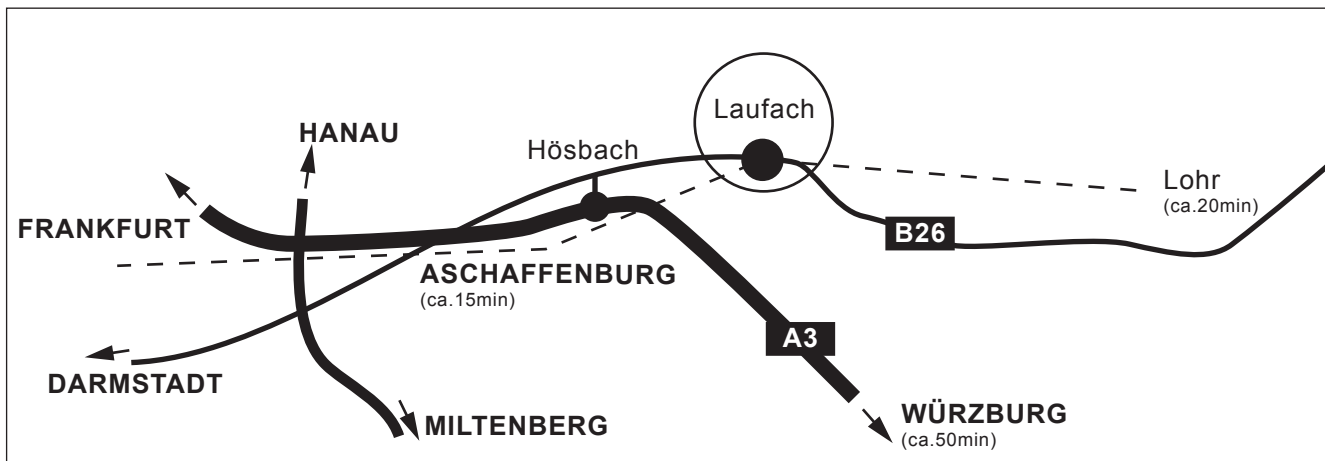 Laufach
HANAU
Hösbach
Lohr
(ca.20min)
FRANKFURT
B26
ASCHAFFENBURG
(ca.15min)
A3
DARMSTADT
MILTENBERG
WÜRZBURG
(ca.50min)